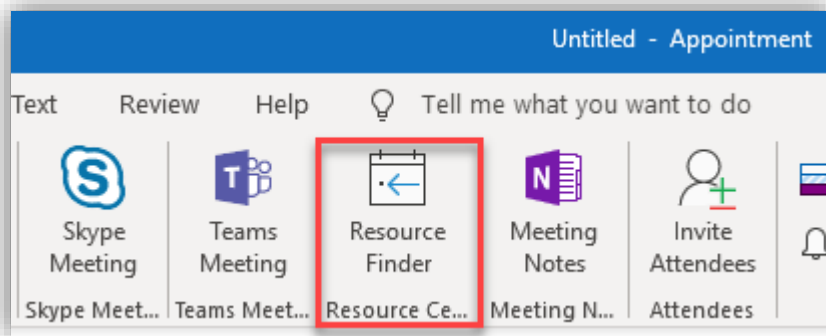 Untitled - Appointment
Text Review Help Tell me what you want to do
Skype Meeting
Teams Meeting
Resource Finder
Meeting Notes
Invite Attendees
Skype Meet... Teams Meet... Resource Ce... Meeting N... Attendees